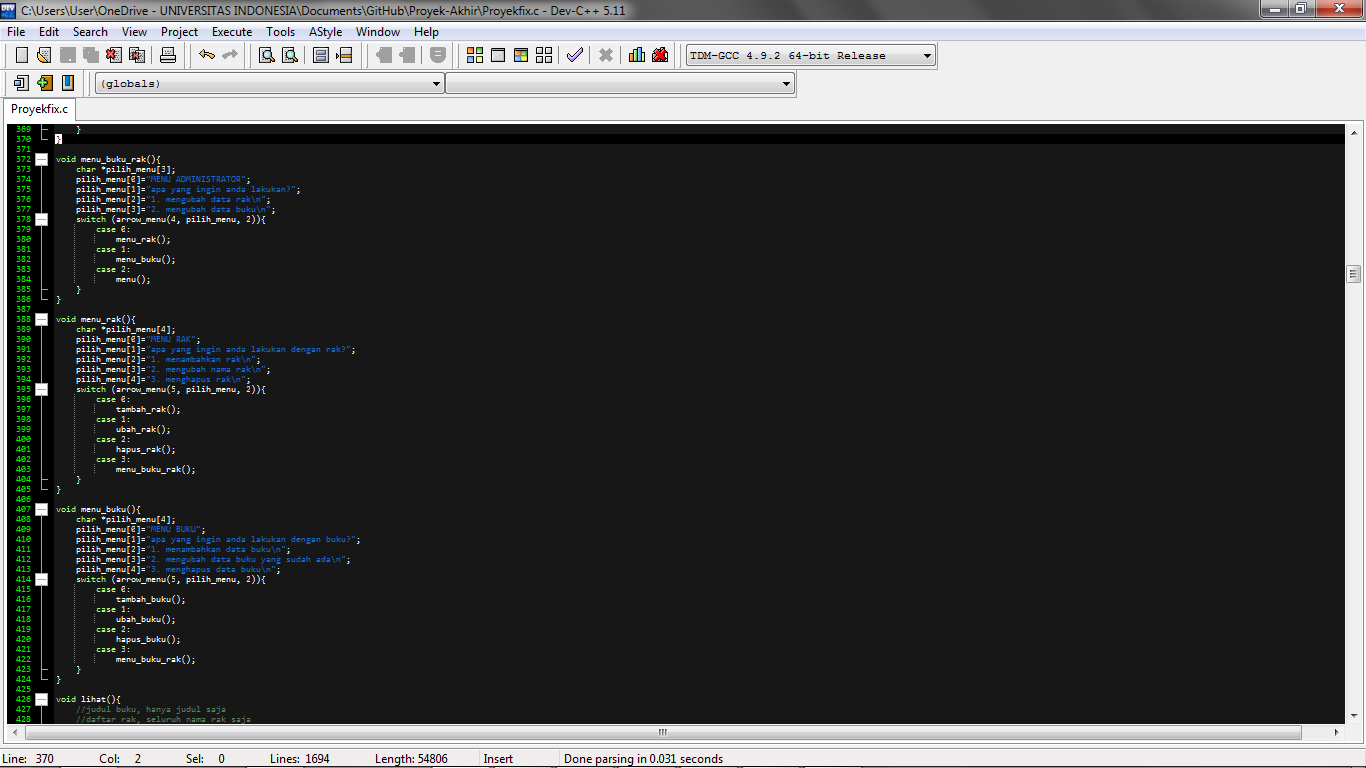 C:\Users\User\OneDrive - UNIVERSITAS INDONESIA\Documents\GitHub\Proyek-Akhir\Proyekfix.c - Dev-C++ 5.11
File Edit Search View Project Execute Tools AStyle Window Help
TDM-GCC 4.9.2 64-bit Release
(globals)
Proyekfix.c
369 }
370 }
371
372 void menu_buku_rak(){
373 char *pilih_menu[3];
374 pilih_menu[0]="MENU ADMINISTRATOR";
375 pilih_menu[1]="apa yang ingin anda lakukan?";
376 pilih_menu[2]="1. mengubah data rak\n";
377 pilih_menu[3]="2. mengubah data buku\n";
378 switch (arrow_menu(4, pilih_menu, 2)){
379 case 0:
380 menu_rak();
381 case 1:
382 menu_buku();
383 case 2:
384 menu();
385 }
386 }
387
388 void menu_rak(){
389 char *pilih_menu[4];
390 pilih_menu[0]="MENU RAK";
391 pilih_menu[1]="apa yang ingin anda lakukan dengan rak?";
392 pilih_menu[2]="1. menambahkan rak\n";
393 pilih_menu[3]="2. mengubah nama rak\n";
394 pilih_menu[4]="3. menghapus rak\n";
395 switch (arrow_menu(5, pilih_menu, 2)){
396 case 0:
397 tambah_rak();
398 case 1:
399 ubah_rak();
400 case 2:
401 hapus_rak();
402 case 3:
403 menu_buku_rak();
404 }
405 }
406
407 void menu_buku(){
408 char *pilih_menu[4];
409 pilih_menu[0]="MENU BUKU";
410 pilih_menu[1]="apa yang ingin anda lakukan dengan buku?";
411 pilih_menu[2]="1. menambahkan data buku\n";
412 pilih_menu[3]="2. mengubah data buku yang sudah ada\n";
413 pilih_menu[4]="3. menghapus data buku\n";
414 switch (arrow_menu(5, pilih_menu, 2)){
415 case 0:
416 tambah_buku();
417 case 1:
418 ubah_buku();
419 case 2:
420 hapus_buku();
421 case 3:
422 menu_buku_rak();
423 }
424 }
425
426 void lihat(){
427 //judul buku, hanya judul saja
428 //daftar rak, seluruh nama rak saja
Line: 370 Col: 2 Sel: 0 Lines: 1694 Length: 54806 Insert Done parsing in 0.031 seconds